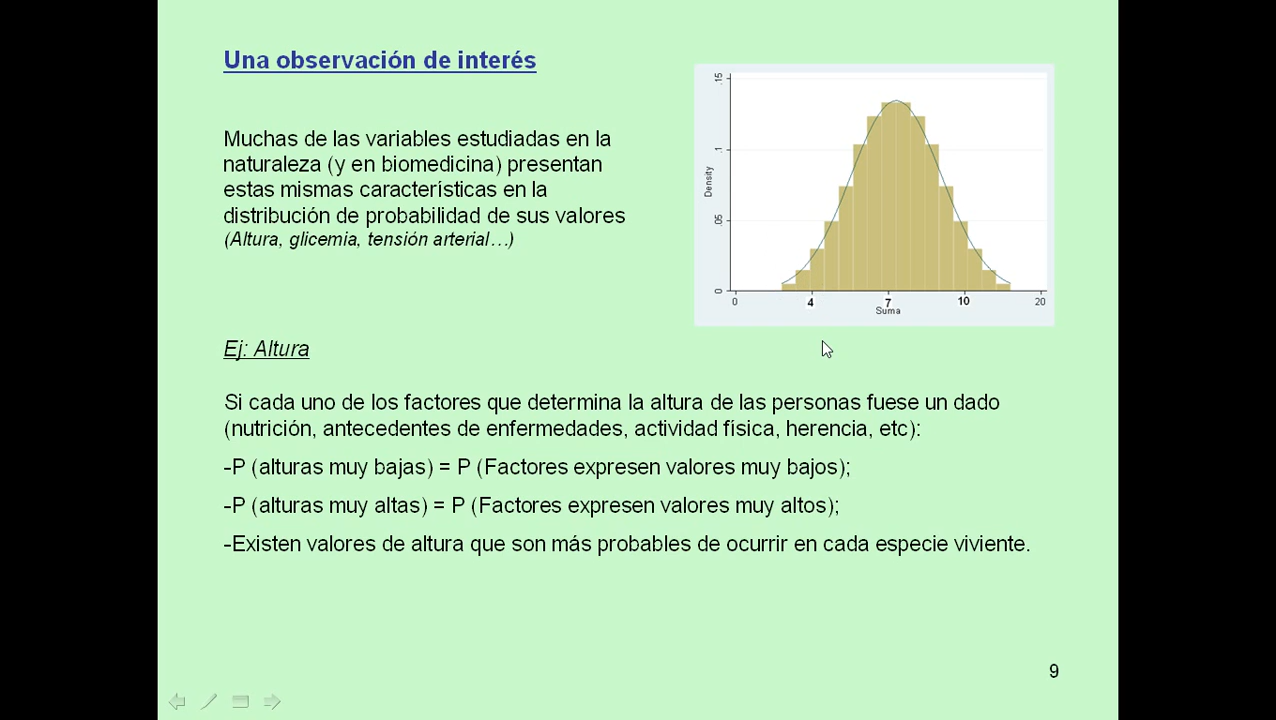 Una observación de interés
Muchas de las variables estudiadas en la
naturaleza (y en biomedicina) presentan
estas mismas características en la
distribución de probabilidad de sus valores
(Altura, glicemia, tensión arterial…)
.15
.1
.05
0
Density
0 4 7 10 20
Suma
Ej: Altura
Si cada uno de los factores que determina la altura de las personas fuese un dado
(nutrición, antecedentes de enfermedades, actividad física, herencia, etc):
-P (alturas muy bajas) = P (Factores expresen valores muy bajos);
-P (alturas muy altas) = P (Factores expresen valores muy altos);
-Existen valores de altura que son más probables de ocurrir en cada especie viviente.
9